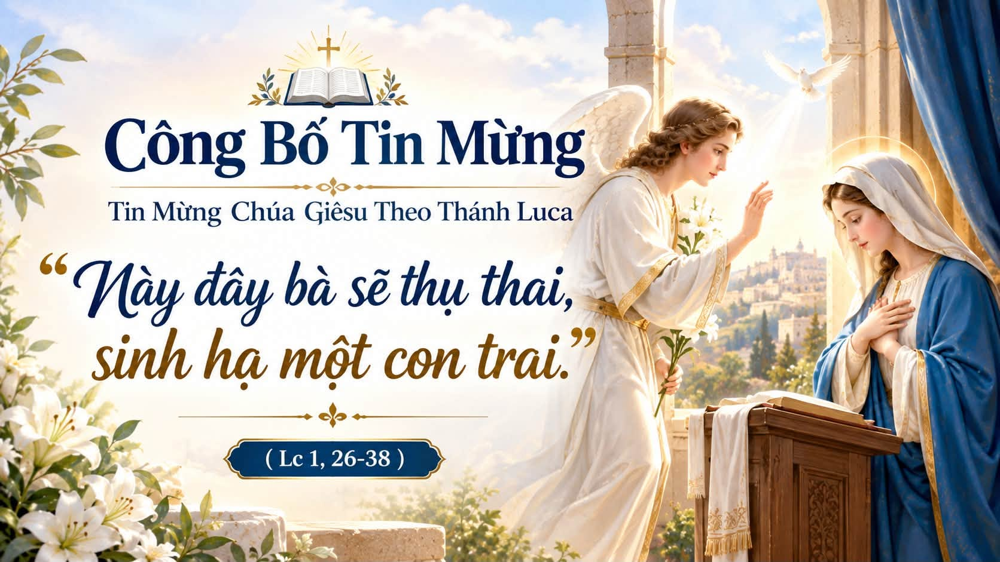 Công Bố Tin Mừng
Tin Mừng Chúa Giêsu Theo Thánh Luca
“Này đây bà sẽ thụ thai,
sinh hạ một con trai.”
( Lc 1, 26-38 )